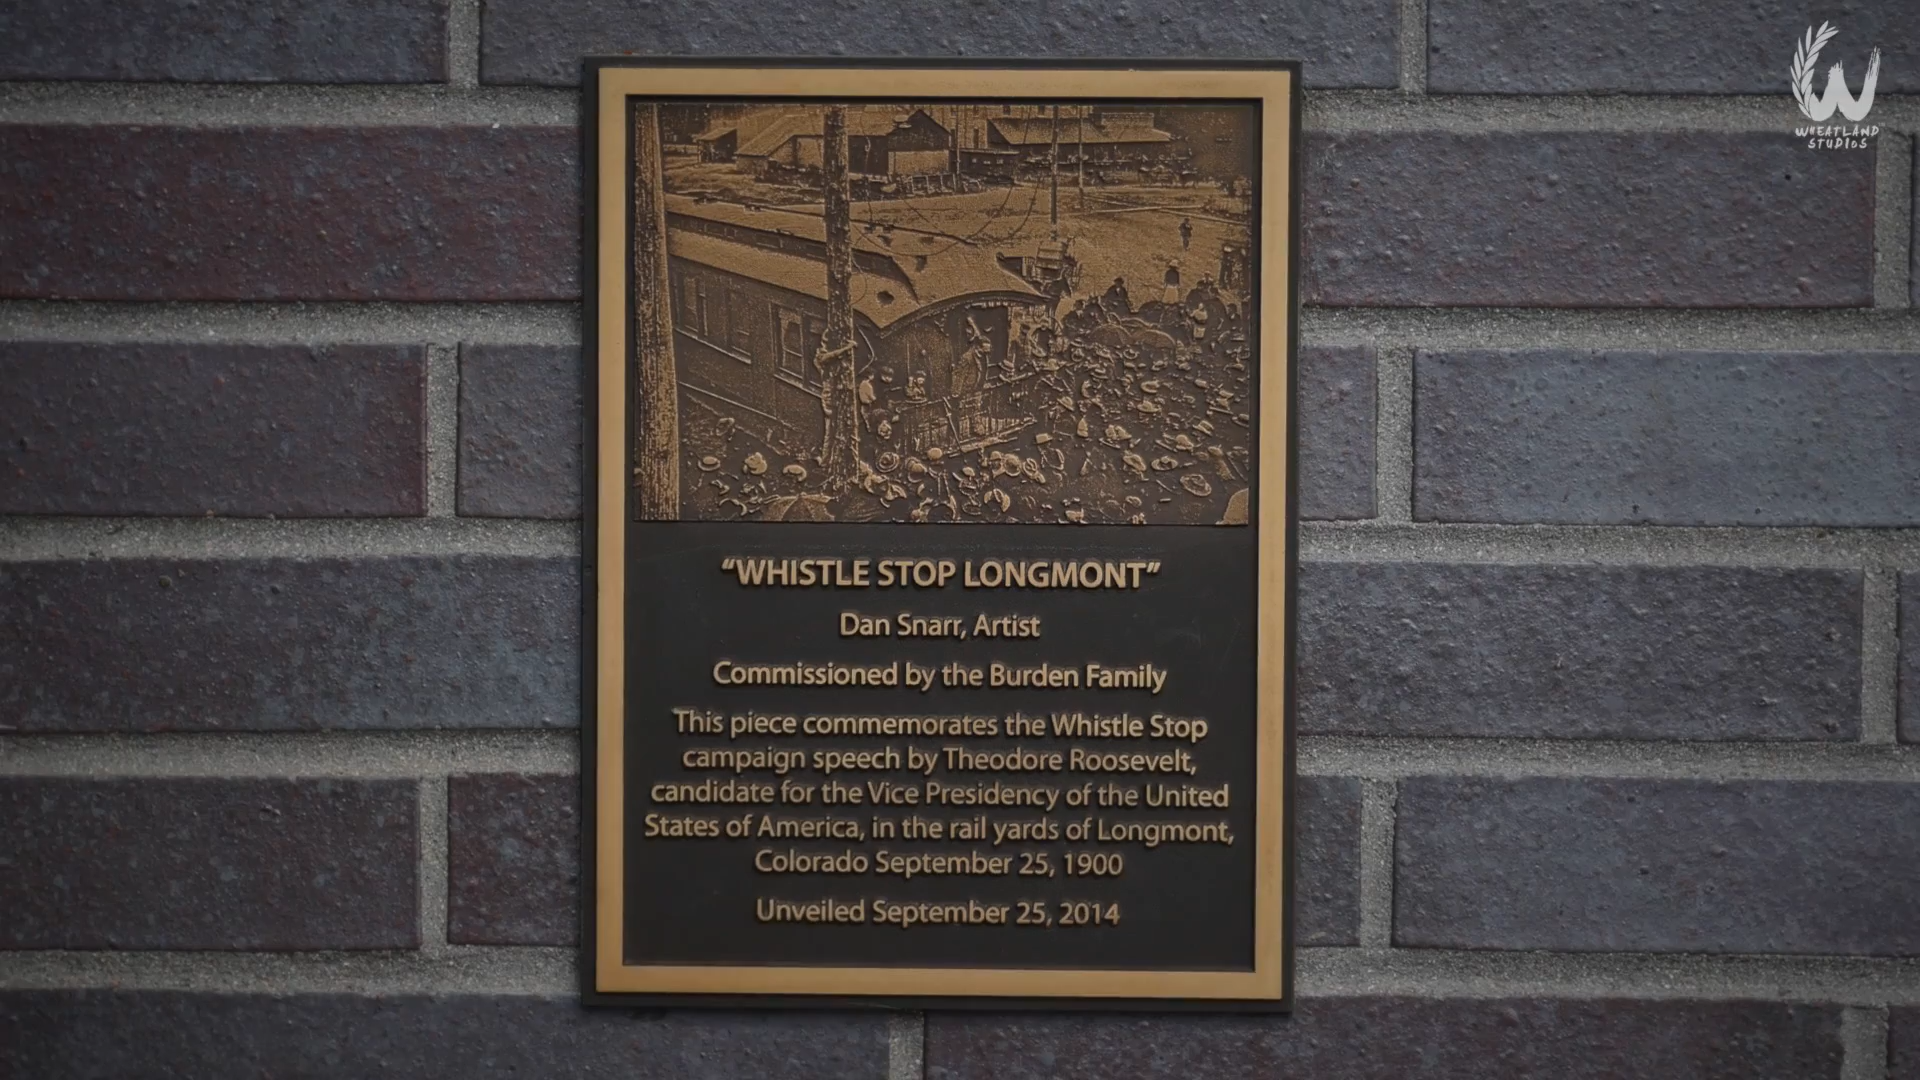 WHEATLAND
STUDIOS
“WHISTLE STOP LONGMONT”
Dan Snarr, Artist
Commissioned by the Burden Family
This piece commemorates the Whistle Stop
campaign speech by Theodore Roosevelt,
candidate for the Vice Presidency of the United
States of America, in the rail yards of Longmont,
Colorado September 25, 1900
Unveiled September 25, 2014